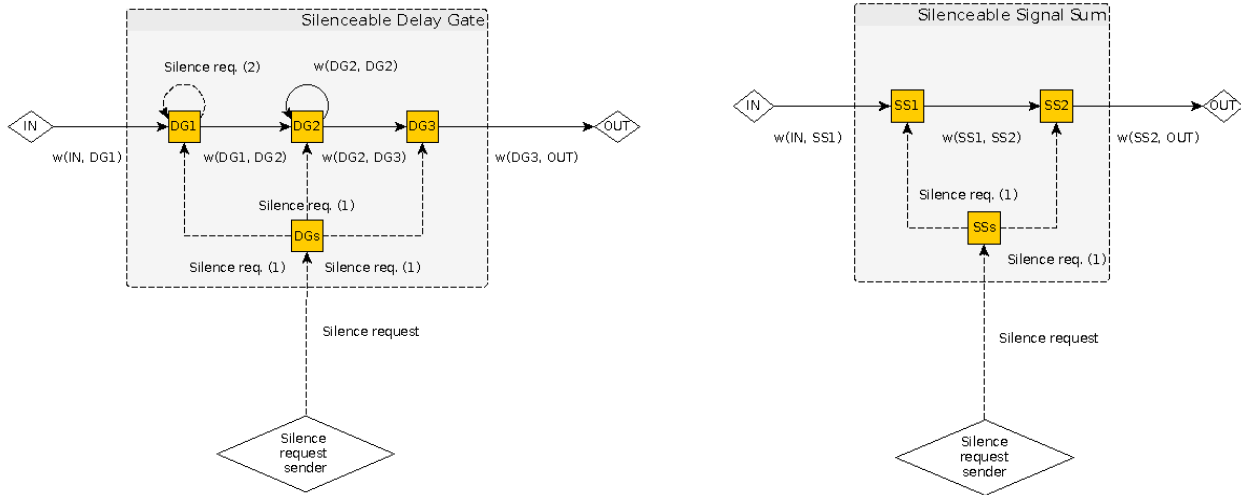 Silenceable Delay Gate
Silence req. (2)
w(DG2, DG2)
IN
DG1
DG2
DG3
OUT
w(IN, DG1)
w(DG1, DG2)
w(DG2, DG3)
w(DG3, OUT)
Silence req. (1)
DGs
Silence req. (1)
Silence req. (1)
Silence request
Silence
request
sender
Silenceable Signal Sum
IN
SS1
SS2
OUT
w(IN, SS1)
w(SS1, SS2)
w(SS2, OUT)
Silence req. (1)
SSs
Silence req. (1)
Silence request
Silence
request
sender